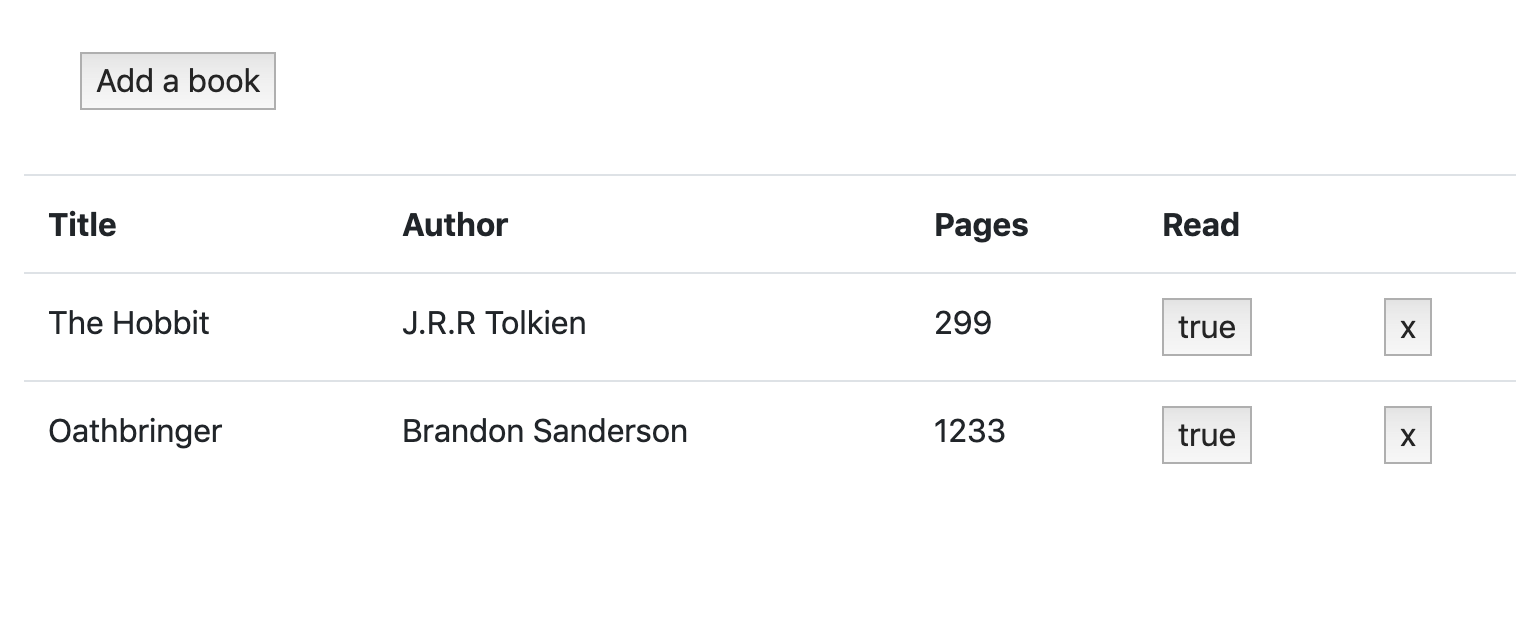 Add a book
Title Author Pages Read
The Hobbit J.R.R Tolkien 299 true x
Oathbringer Brandon Sanderson 1233 true x